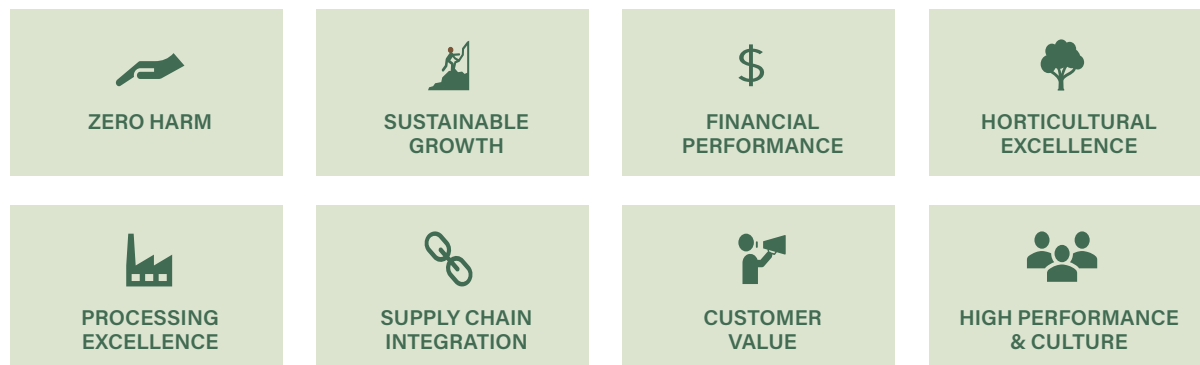 ZERO HARM
SUSTAINABLE
GROWTH
$
FINANCIAL
PERFORMANCE
HORTICULTURAL
EXCELLENCE
PROCESSING
EXCELLENCE
SUPPLY CHAIN
INTEGRATION
CUSTOMER
VALUE
HIGH PERFORMANCE
& CULTURE